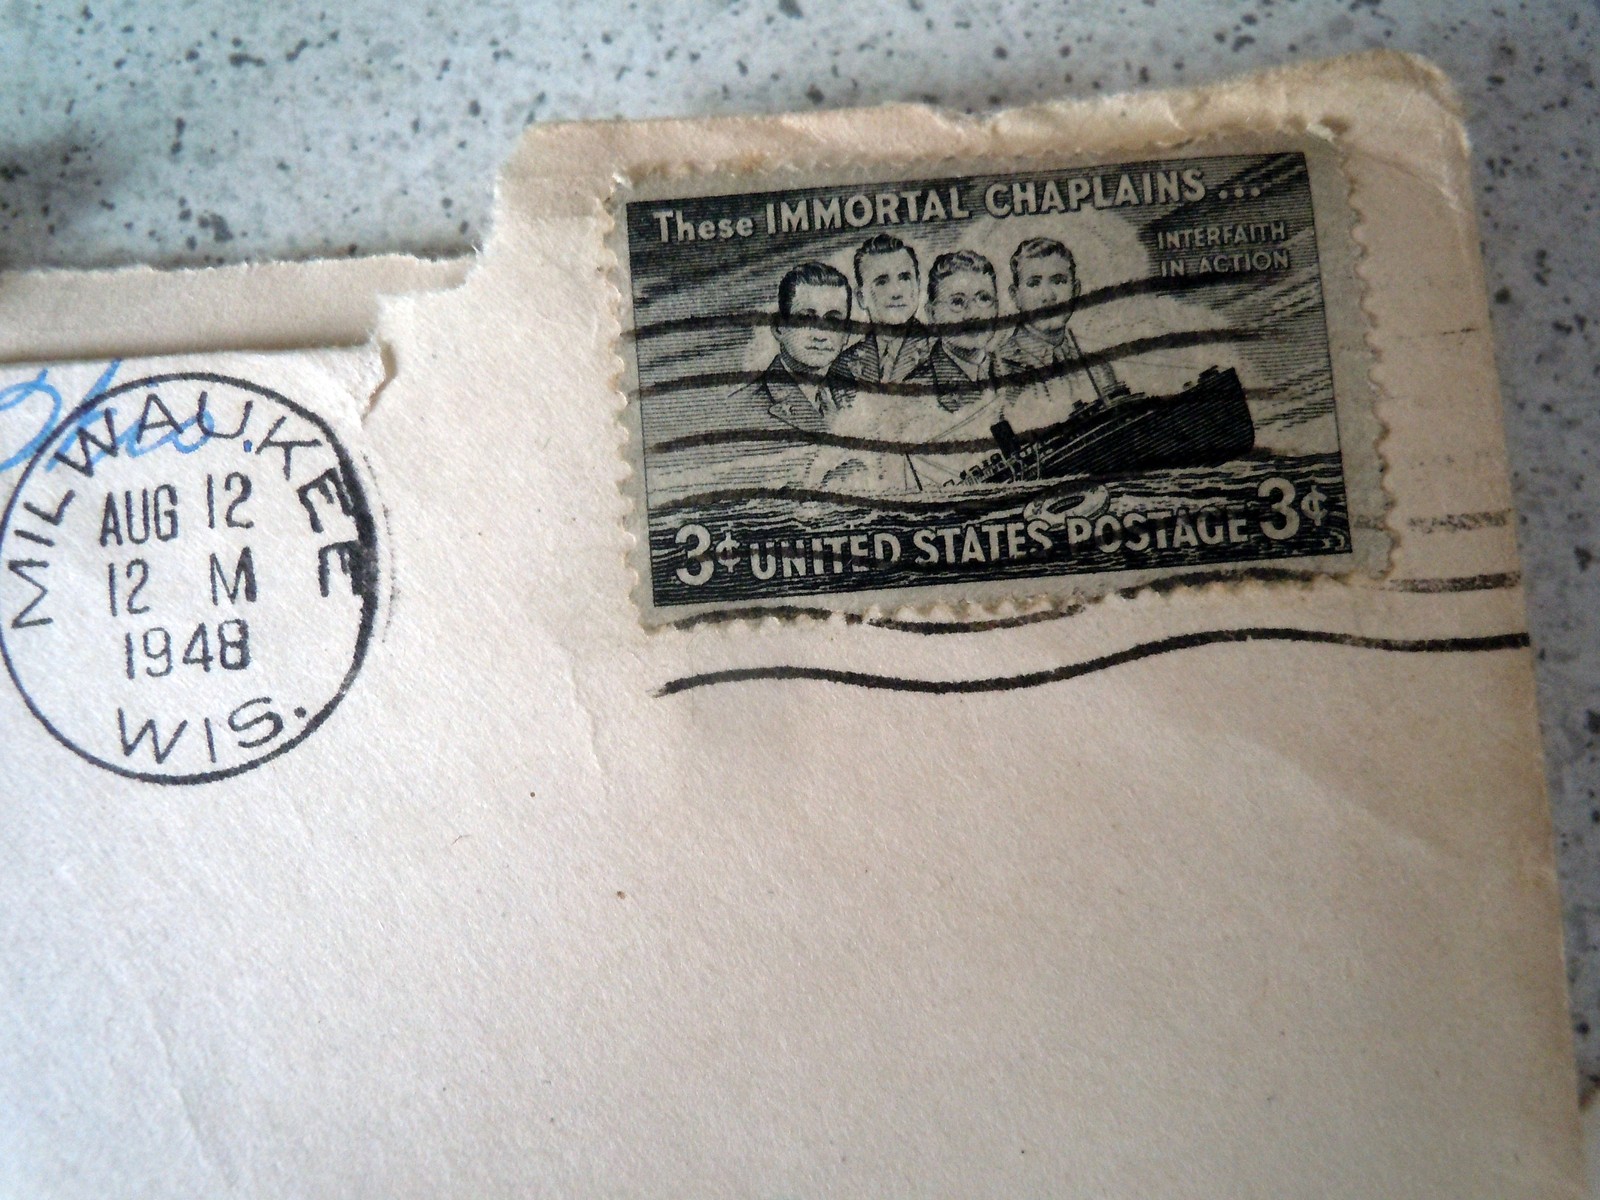 These IMMORTAL CHAPLAINS...
INTERFAITH
IN ACTION
3¢ UNITED STATES POSTAGE 3¢
MILWAUKEE
AUG 12
12 M
1948
WIS.